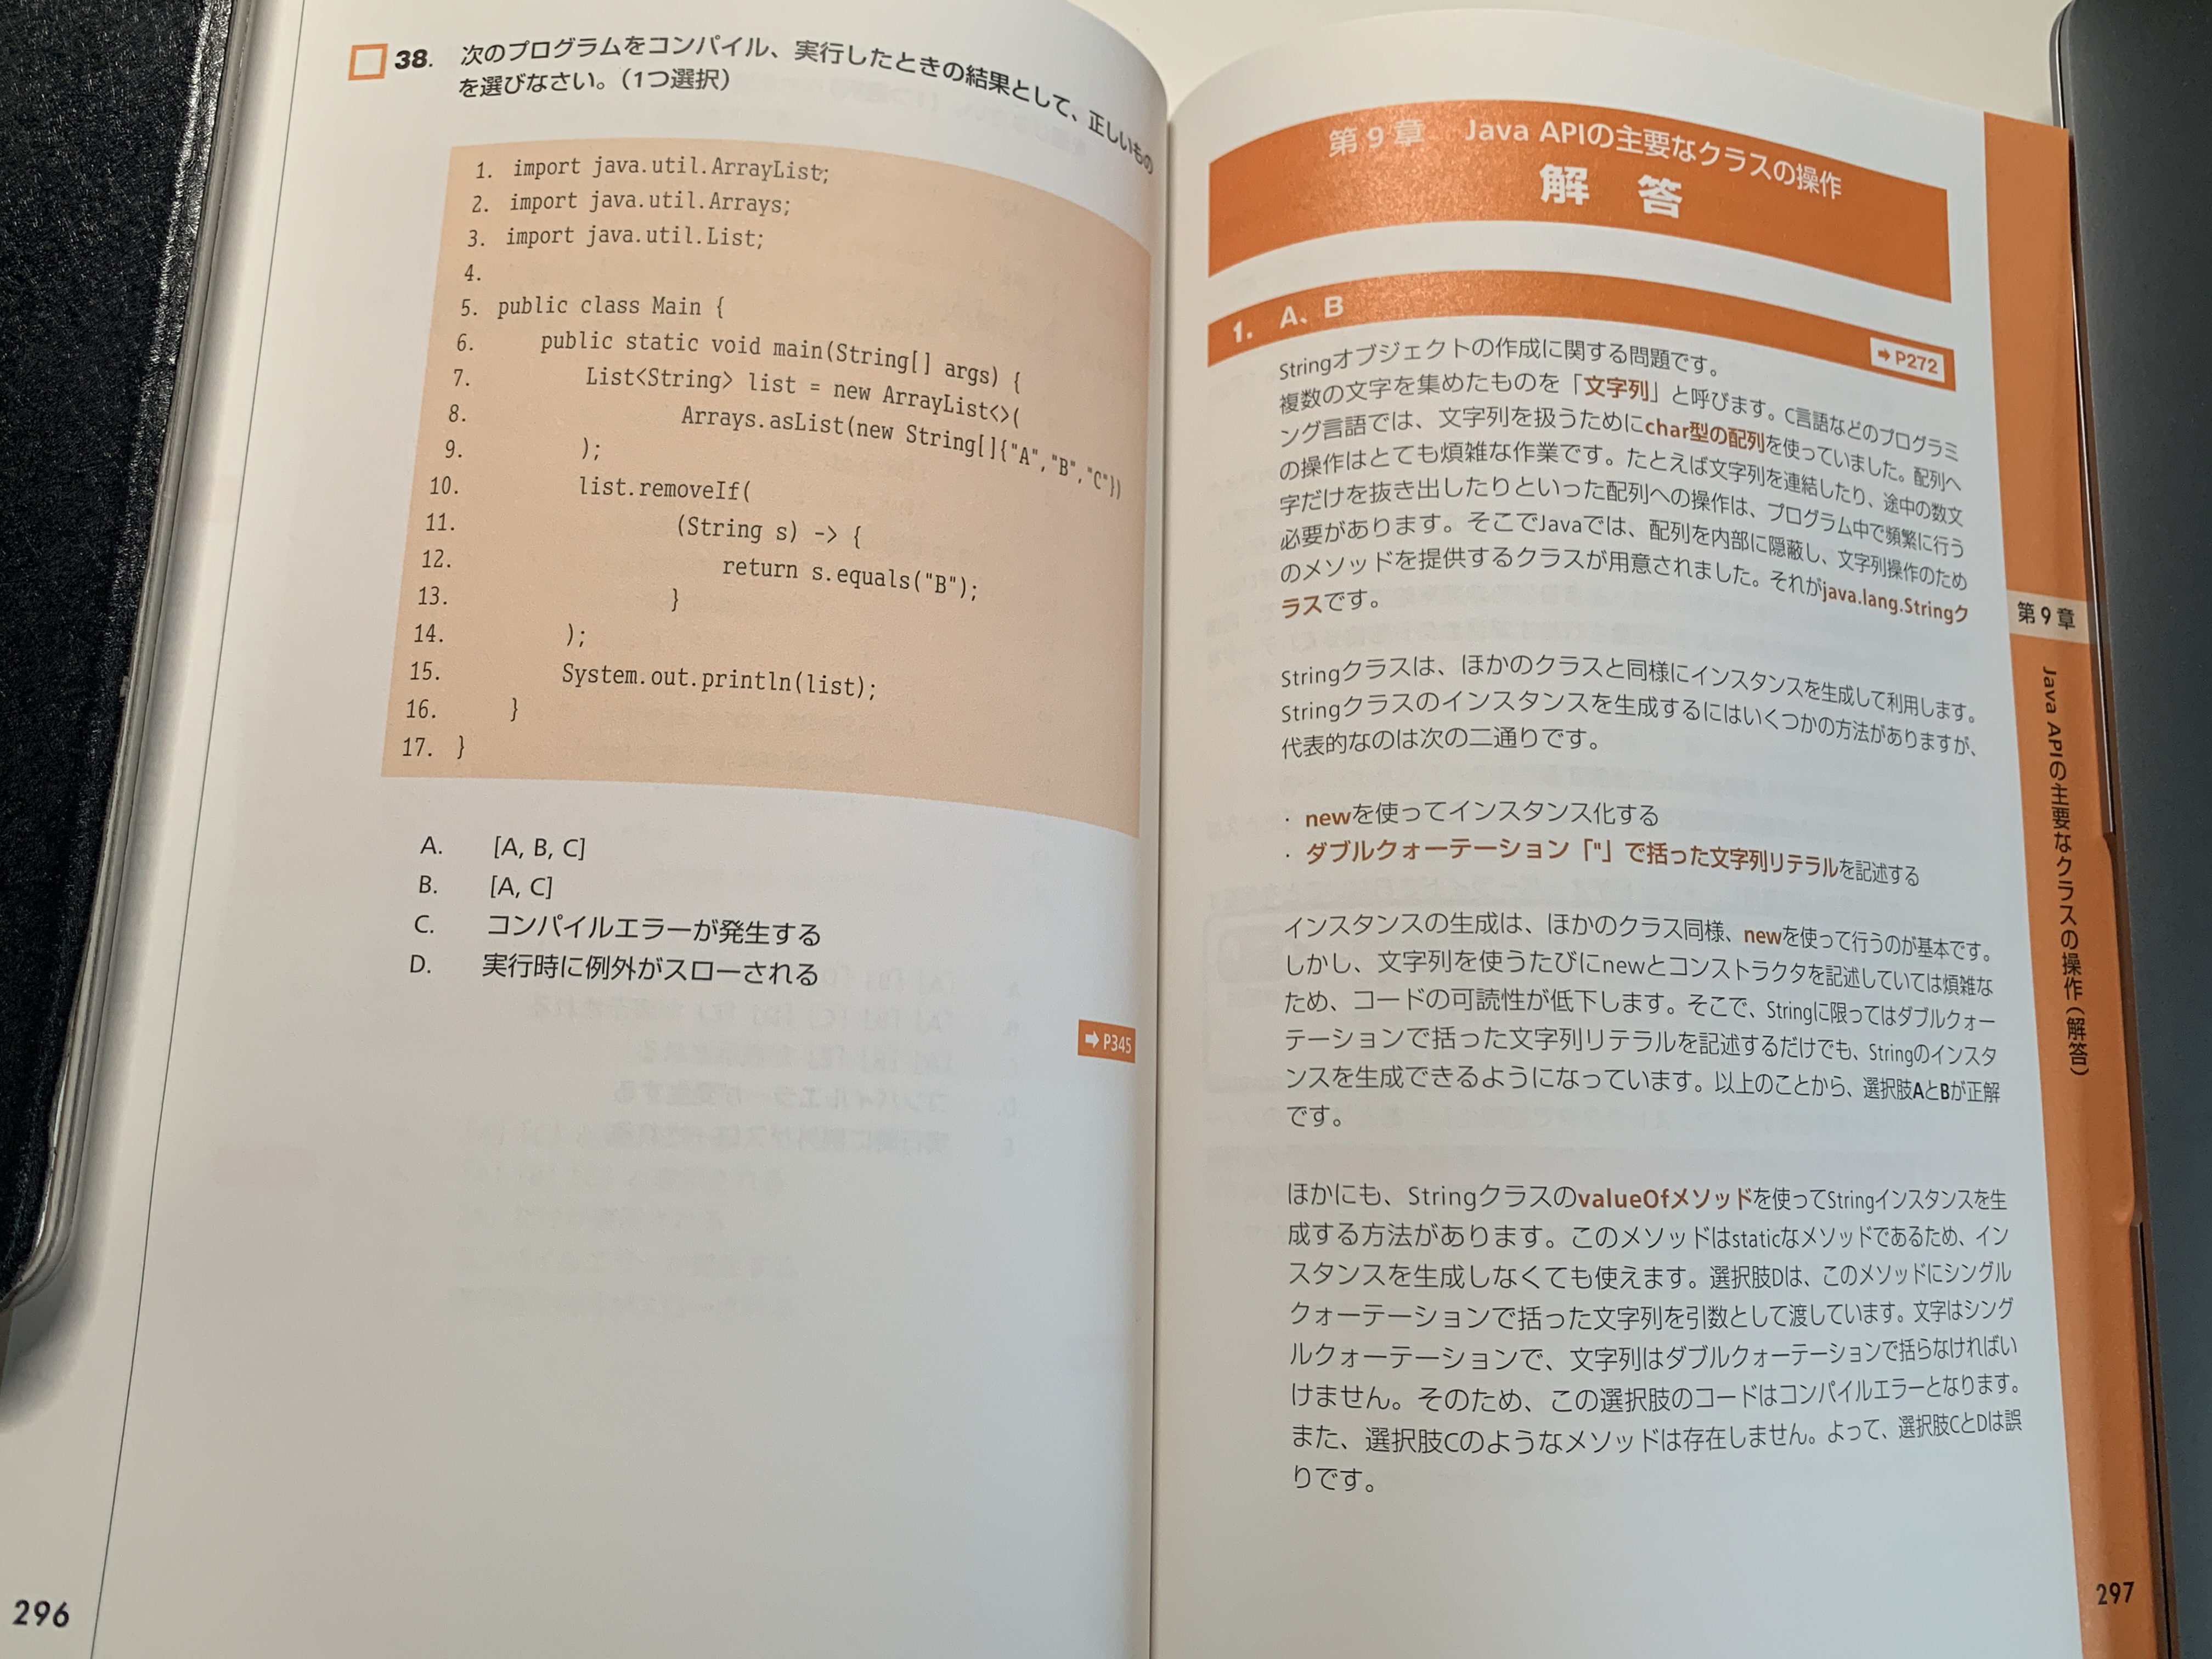 38. 次のプログラムをコンパイル、実行したときの結果として、正しいもの
を選びなさい。（1つ選択）
1. import java.util.ArrayList;
2. import java.util.Arrays;
3. import java.util.List;
4.
5. public class Main {
6. public static void main(String[] args) {
7. List<String> list = new ArrayList<>(
8. Arrays.asList(new String[]{"A","B","C"})
9. );
10. list.removeIf(
11. (String s) -> {
12. return s.equals("B");
13. }
14. );
15. System.out.println(list);
16. }
17. }
A. [A, B, C]
B. [A, C]
C. コンパイルエラーが発生する
D. 実行時に例外がスローされる
➡P345
296
第9章 Java APIの主要なクラスの操作
解 答
1. A、B
➡P272
Stringオブジェクトの作成に関する問題です。
複数の文字を集めたものを「文字列」と呼びます。C言語などのプログラミ
ング言語では、文字列を扱うためにchar型の配列を使っていました。配列へ
の操作はとても煩雑な作業です。たとえば文字列を連結したり、途中の数文
字だけを抜き出したりといった配列への操作は、プログラム中で頻繁に行う
必要があります。そこでJavaでは、配列を内部に隠蔽し、文字列操作のため
のメソッドを提供するクラスが用意されました。それがjava.lang.Stringク
ラスです。
Stringクラスは、ほかのクラスと同様にインスタンスを生成して利用します。
Stringクラスのインスタンスを生成するにはいくつかの方法がありますが、
代表的なのは次の二通りです。
・newを使ってインスタンス化する
・ダブルクォーテーション「"」で括った文字列リテラルを記述する
インスタンスの生成は、ほかのクラス同様、newを使って行うのが基本です。
しかし、文字列を使うたびにnewとコンストラクタを記述していては煩雑な
ため、コードの可読性が低下します。そこで、Stringに限ってはダブルクォー
テーションで括った文字列リテラルを記述するだけでも、Stringのインスタ
ンスを生成できるようになっています。以上のことから、選択肢AとBが正解
です。
ほかにも、StringクラスのvalueOfメソッドを使ってStringインスタンスを生
成する方法があります。このメソッドはstaticなメソッドであるため、イン
スタンスを生成しなくても使えます。選択肢Dは、このメソッドにシングル
クォーテーションで括った文字列を引数として渡しています。文字はシング
ルクォーテーションで、文字列はダブルクォーテーションで括らなければい
けません。そのため、この選択肢のコードはコンパイルエラーとなります。
また、選択肢Cのようなメソッドは存在しません。よって、選択肢CとDは誤
りです。
第9章
Java APIの主要なクラスの操作（解答）
297